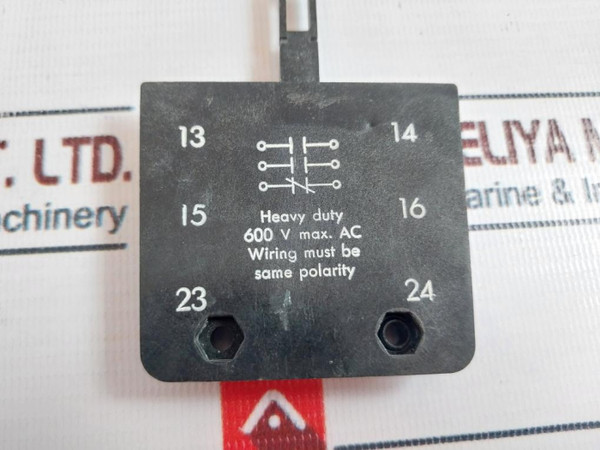 13 14
15 16
Heavy duty
600 V max. AC
Wiring must be
same polarity
23 24
T. LTD.
chinery
ELIYA M
arine & In